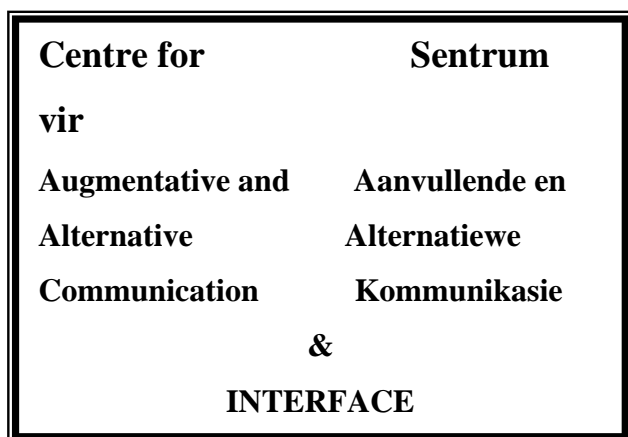 Centre for Sentrum
vir
Augmentative and Aanvullende en
Alternative Alternatiewe
Communication Kommunikasie
&
INTERFACE